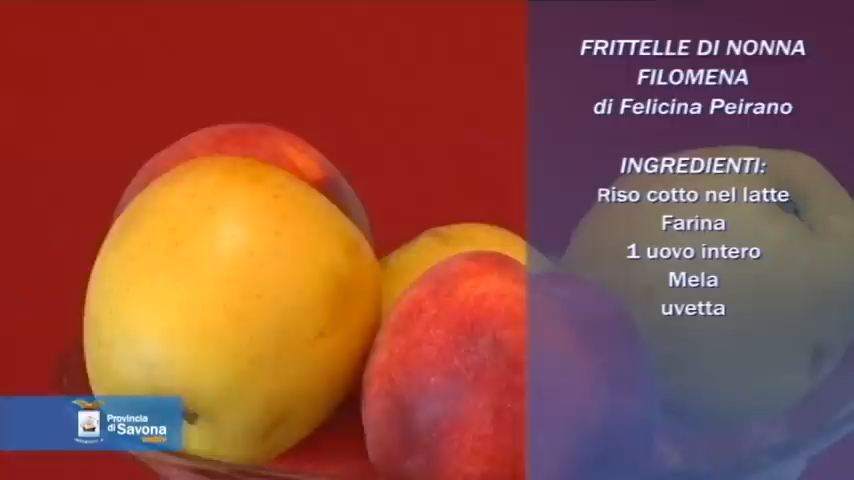 FRITTELLE DI NONNA
FILOMENA
di Felicina Peirano
INGREDIENTI:
Riso cotto nel latte
Farina
1 uovo intero
Mela
uvetta
Provincia
di Savona